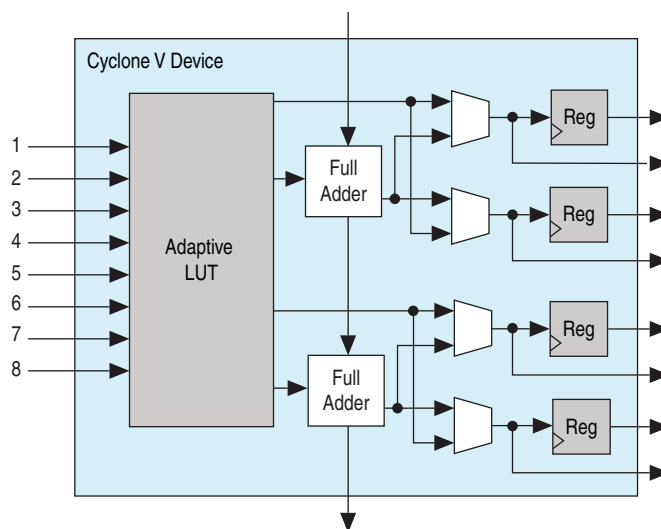 Cyclone V Device
1
2
3
4
5
6
7
8
Adaptive
LUT
Full
Adder
Full
Adder
Reg
Reg
Reg
Reg